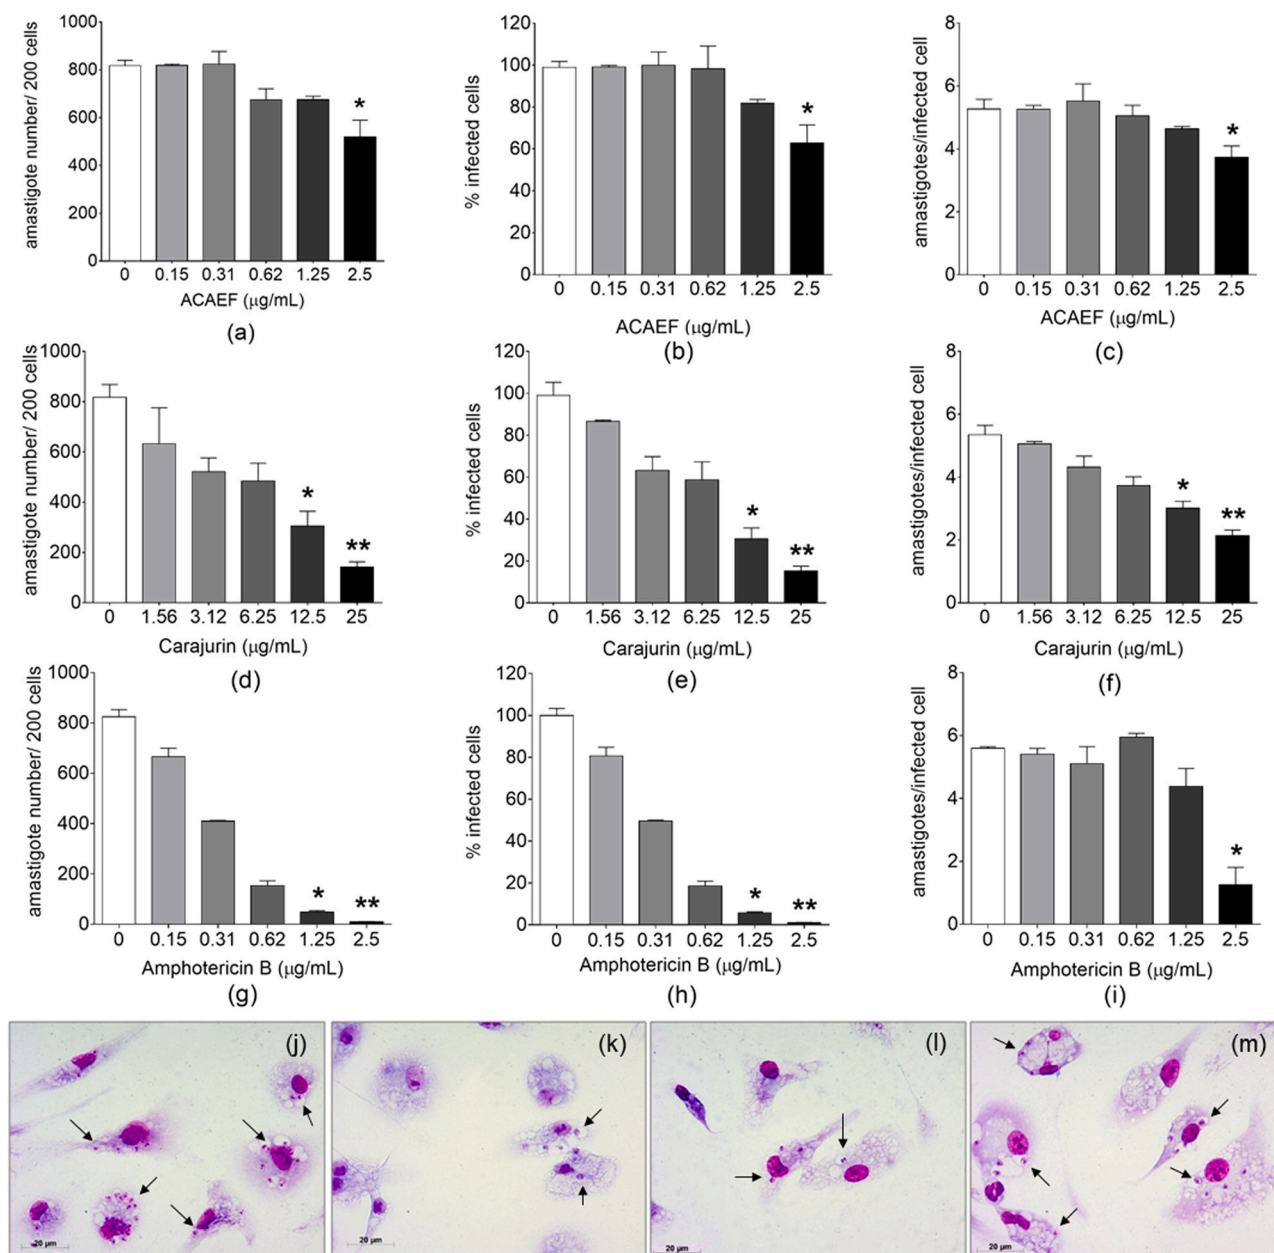 1000
800
600
400
200
0
amastigote number/ 200 cells
*
0 0.15 0.31 0.62 1.25 2.5
ACAEF (µg/mL)
(a)
120
100
80
60
40
20
0
% infected cells
*
0 0.15 0.31 0.62 1.25 2.5
ACAEF (µg/mL)
(b)
8
6
4
2
0
amastigotes/infected cell
*
0 0.15 0.31 0.62 1.25 2.5
ACAEF (µg/mL)
(c)
1000
800
600
400
200
0
amastigote number/ 200 cells
*
**
0 1.56 3.12 6.25 12.5 25
Carajurin (µg/mL)
(d)
120
100
80
60
40
20
0
% infected cells
*
**
0 1.56 3.12 6.25 12.5 25
Carajurin (µg/mL)
(e)
8
6
4
2
0
amastigotes/infected cell
*
**
0 1.56 3.12 6.25 12.5 25
Carajurin (µg/mL)
(f)
1000
800
600
400
200
0
amastigote number/ 200 cells
*
**
0 0.15 0.31 0.62 1.25 2.5
Amphotericin B (µg/mL)
(g)
120
100
80
60
40
20
0
% infected cells
*
**
0 0.15 0.31 0.62 1.25 2.5
Amphotericin B (µg/mL)
(h)
8
6
4
2
0
amastigotes/infected cell
*
0 0.15 0.31 0.62 1.25 2.5
Amphotericin B (µg/mL)
(i)
(j)
20 µm
(k)
20 µm
(l)
20 µm
(m)
20 µm